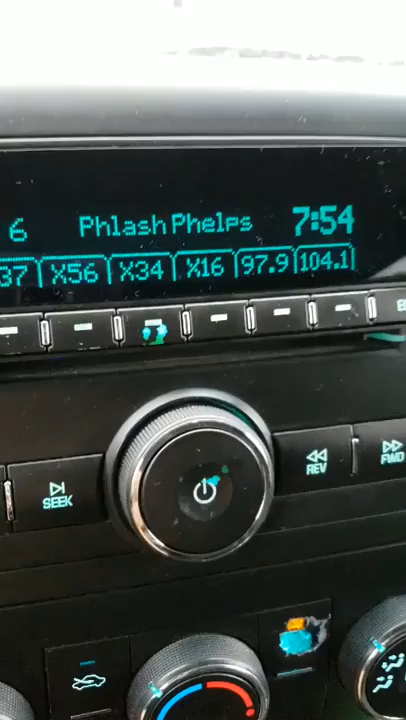 6 Phlash Phelps 7:54
37 X56 X34 X16 97.9 104.1
SEEK
REV
FWD